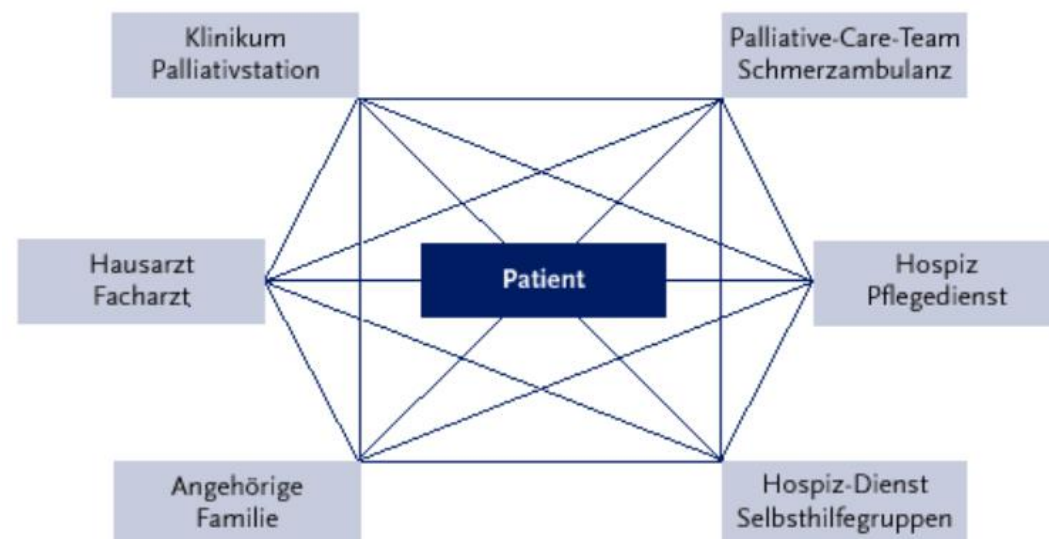 Klinikum
Palliativstation
Palliative-Care-Team
Schmerzambulanz
Hausarzt
Facharzt
Patient
Hospiz
Pflegedienst
Angehörige
Familie
Hospiz-Dienst
Selbsthilfegruppen